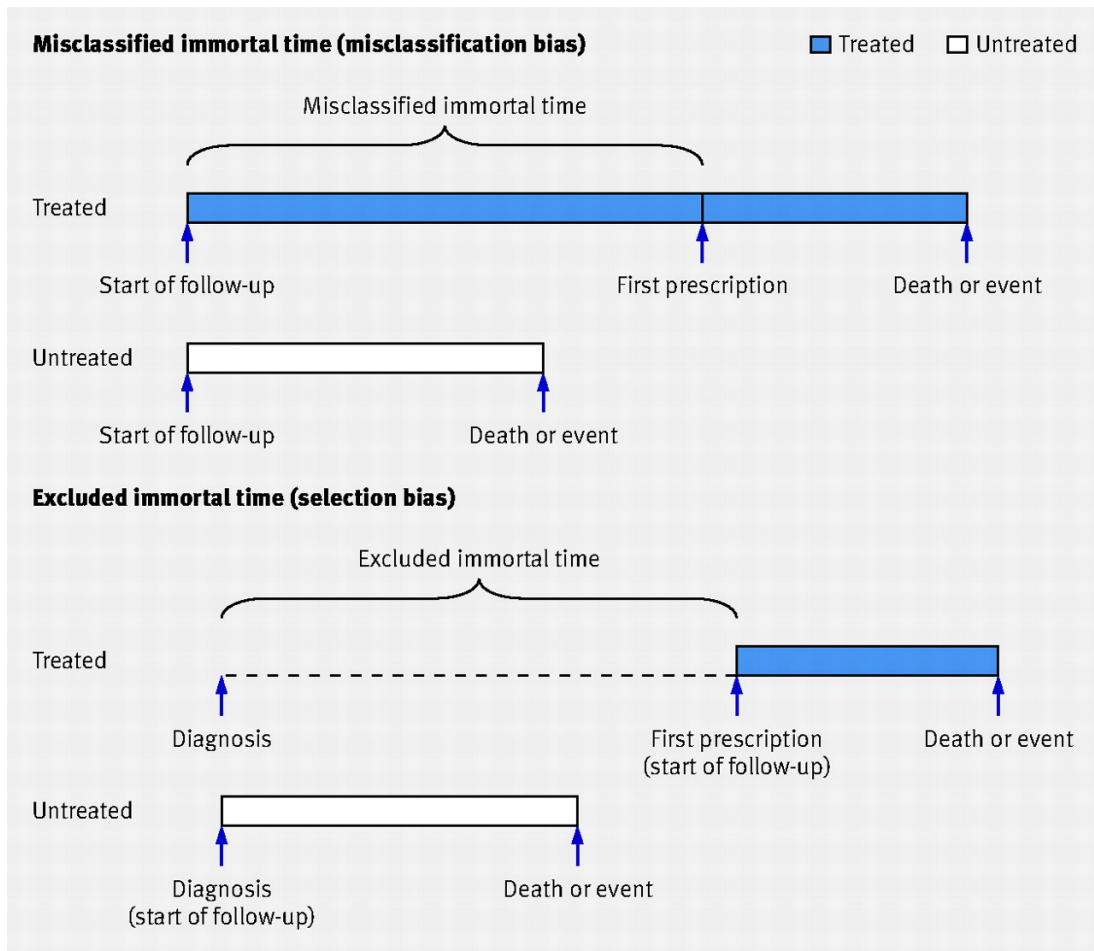 Misclassified immortal time (misclassification bias)
Treated
Untreated
Misclassified immortal time
Treated
Start of follow-up
First prescription
Death or event
Untreated
Start of follow-up
Death or event
Excluded immortal time (selection bias)
Excluded immortal time
Treated
Diagnosis
First prescription
(start of follow-up)
Death or event
Untreated
Diagnosis
(start of follow-up)
Death or event